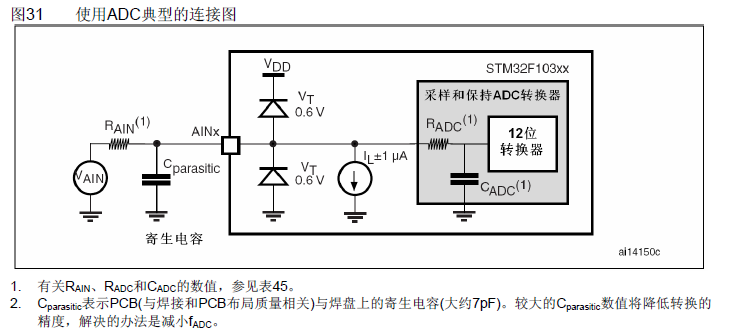 图31 使用ADC典型的连接图
VDD
STM32F103xx
采样和保持ADC转换器
VT
0.6 V
RAIN(1)
AINx
RADC(1)
12位
转换器
IL±1 µA
VAIN
Cparasitic
VT
0.6 V
CADC(1)
寄生电容
ai14150c
1. 有关RAIN、RADC和CADC的数值，参见表45。
2. Cparasitic表示PCB(与焊接和PCB布局质量相关)与焊盘上的寄生电容(大约7pF)。较大的Cparasitic数值将降低转换的
精度，解决的办法是减小fADC。